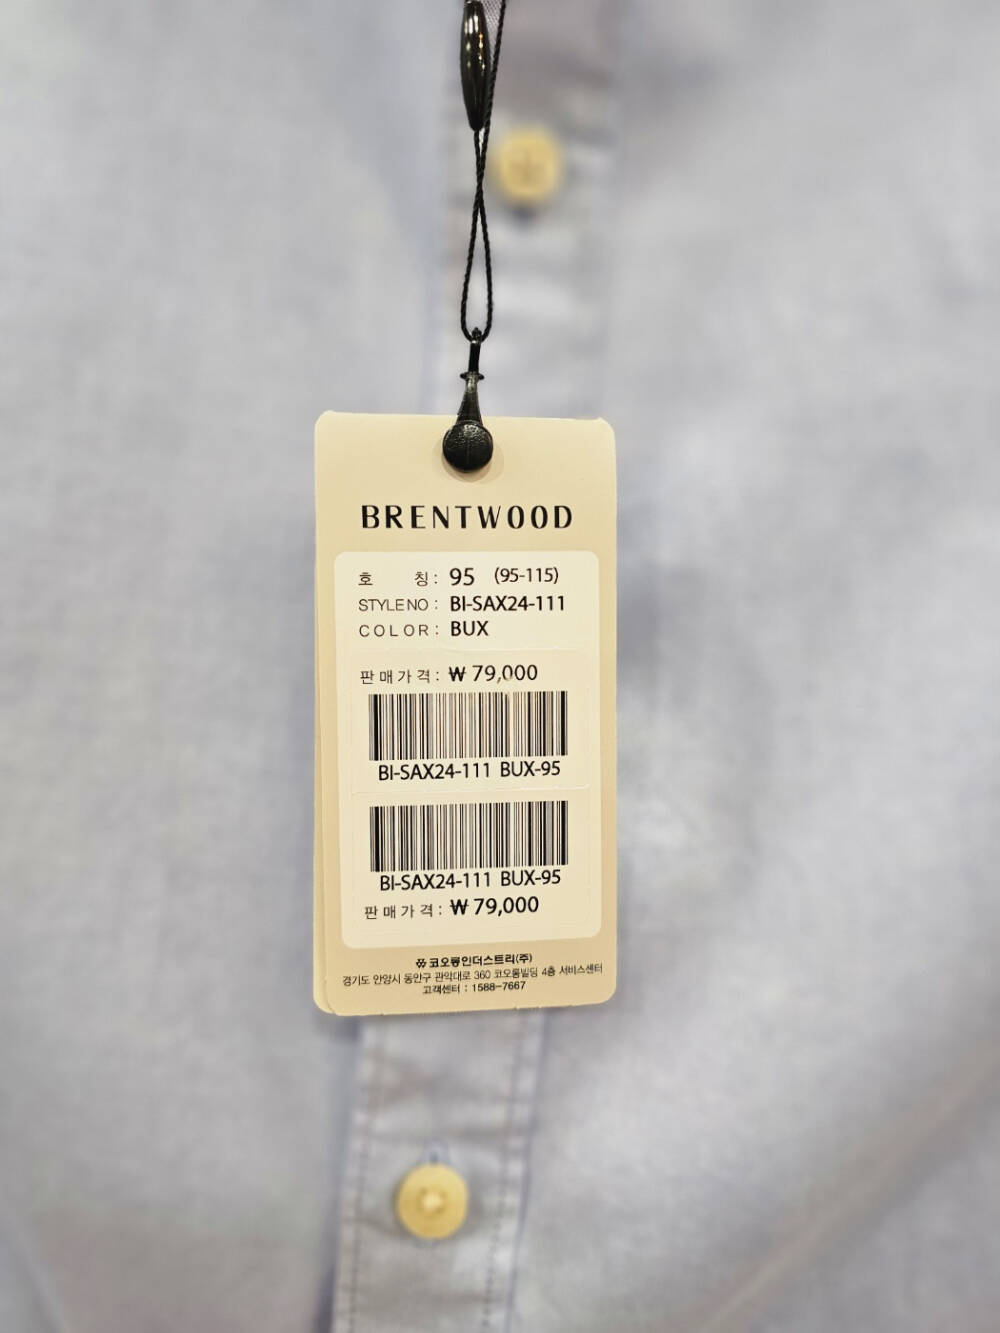 BRENTWOOD
호 칭 : 95 (95-115)
STYLE NO : BI-SAX24-111
COLOR : BUX
판매가격 : ₩ 79,000
BI-SAX24-111 BUX-95
BI-SAX24-111 BUX-95
판매가격 : ₩ 79,000
코오롱인더스트리(주)
경기도 안양시 동안구 관악대로 360 코오롱빌딩 4층 서비스센터
고객센터 : 1588-7667